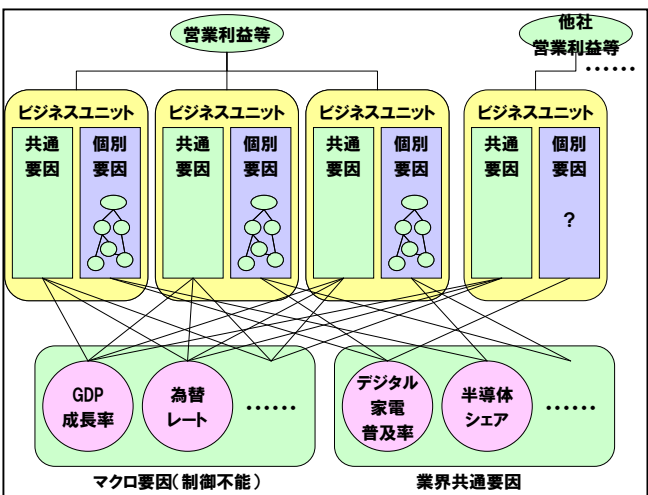 営業利益等
他社
営業利益等
……
ビジネスユニット
共通
要因
個別
要因
ビジネスユニット
共通
要因
個別
要因
ビジネスユニット
共通
要因
個別
要因
ビジネスユニット
共通
要因
個別
要因
?
GDP
成長率
為替
レート
……
デジタル
家電
普及率
半導体
シェア
……
マクロ要因(制御不能)
業界共通要因